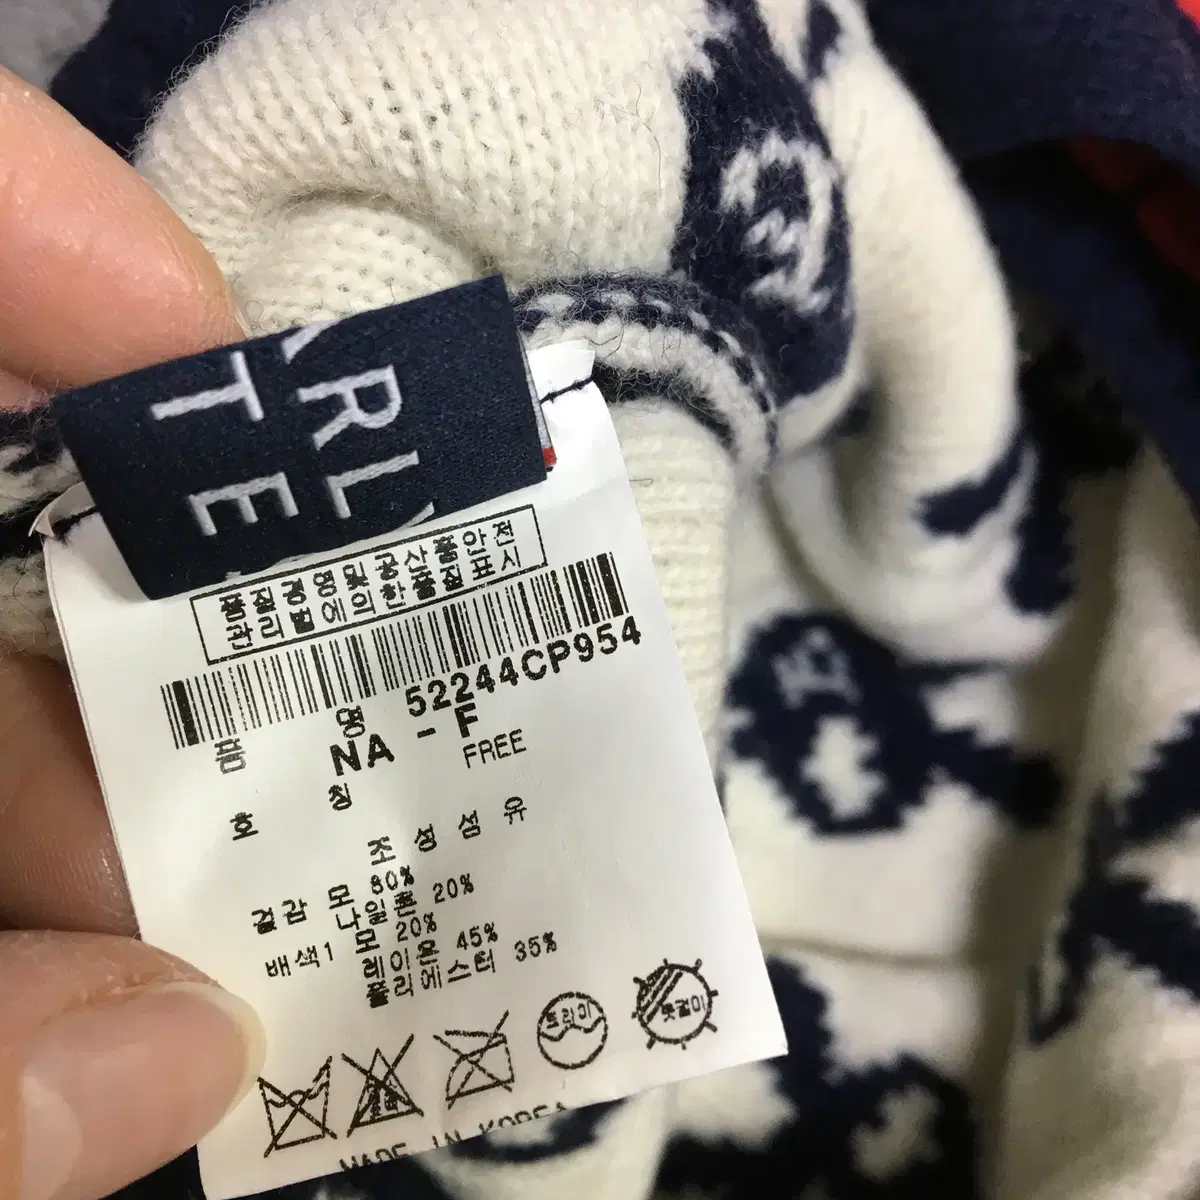 ARLY
TE
품질경영및공산품안전
관리법에의한품질표시
52244CP954
품 명
NA - F
FREE
호 칭
조성섬유
겉감 모 80%
나일론 20%
배색1 모 20%
레이온 45%
폴리에스터 35%
드라이
옷걸이
MADE IN KOREA